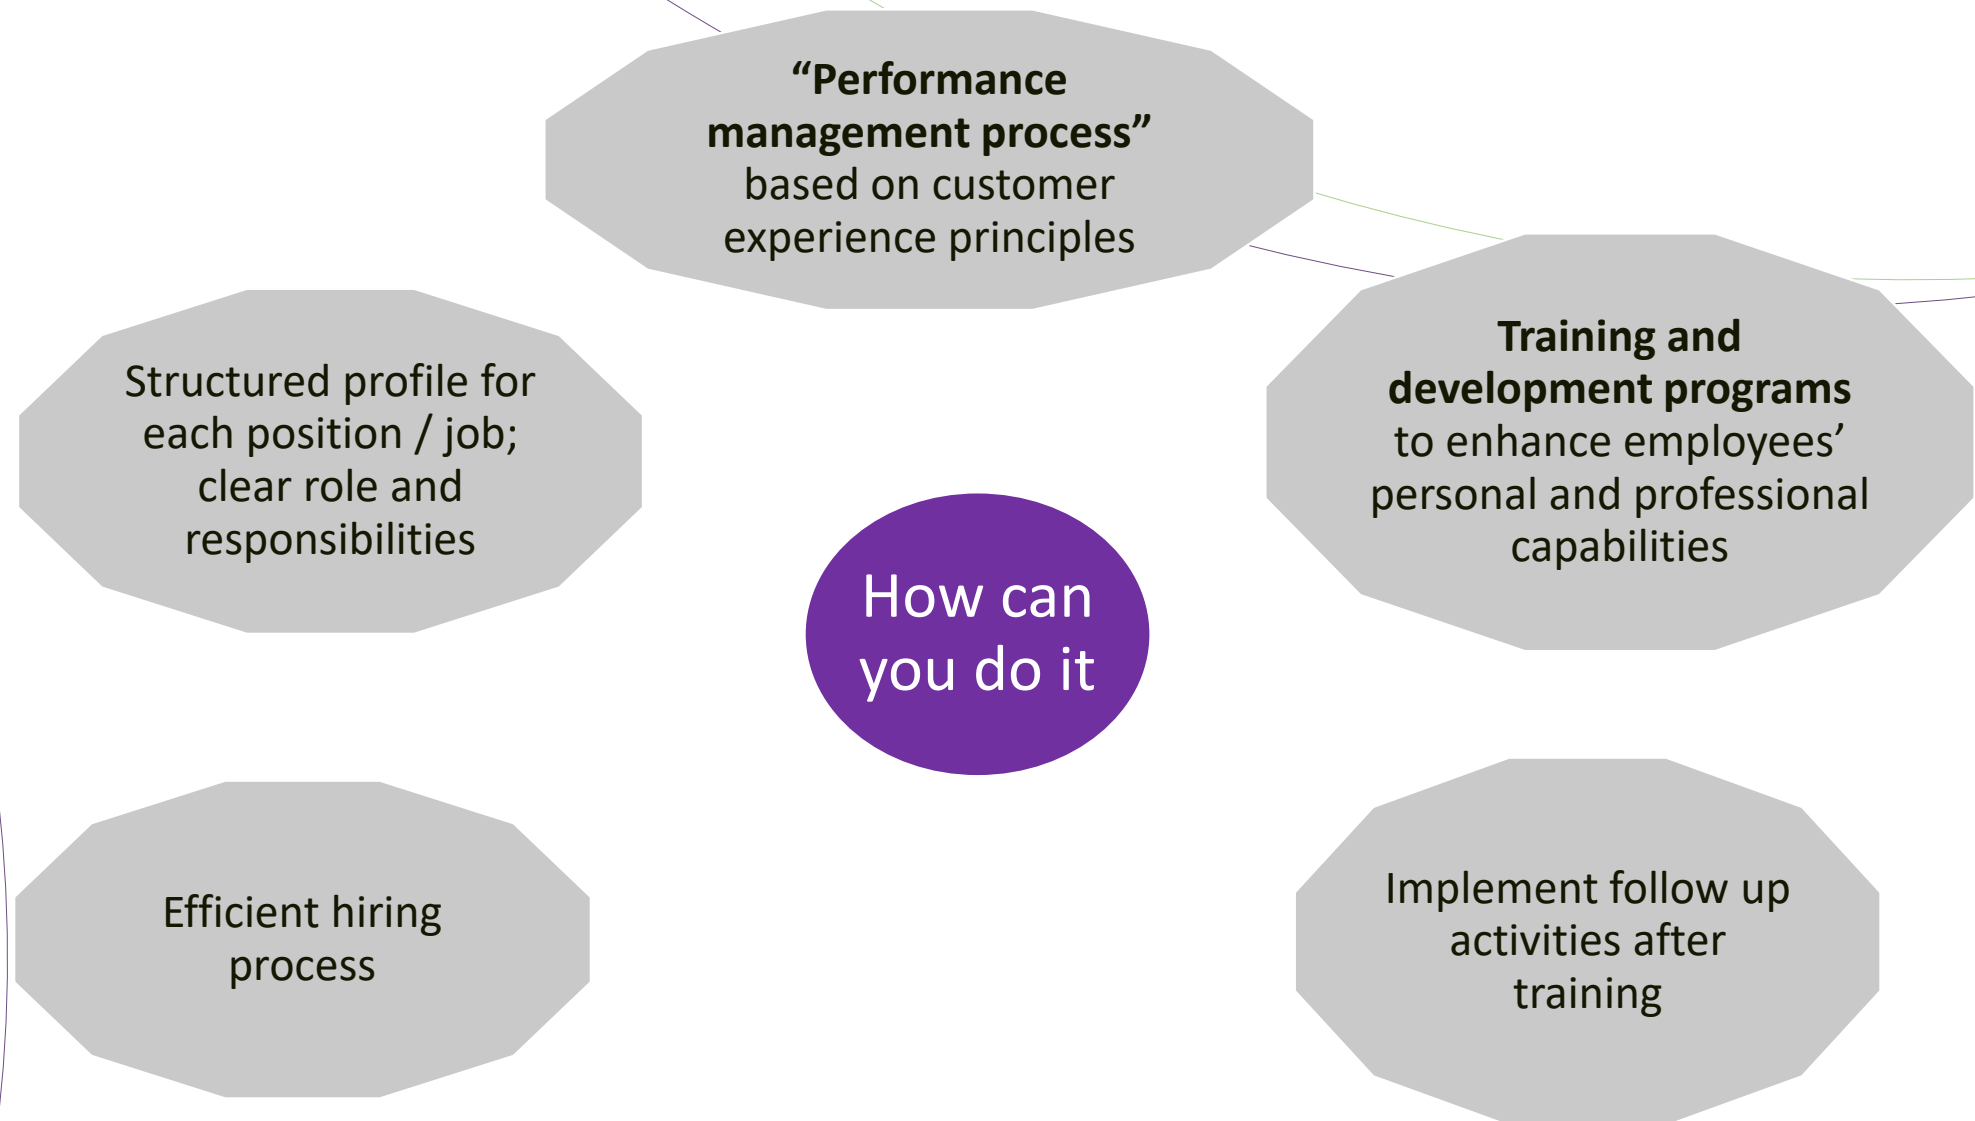 “Performance
management process”
based on customer
experience principles
Structured profile for
each position / job;
clear role and
responsibilities
Training and
development programs
to enhance employees’
personal and professional
capabilities
How can
you do it
Efficient hiring
process
Implement follow up
activities after
training